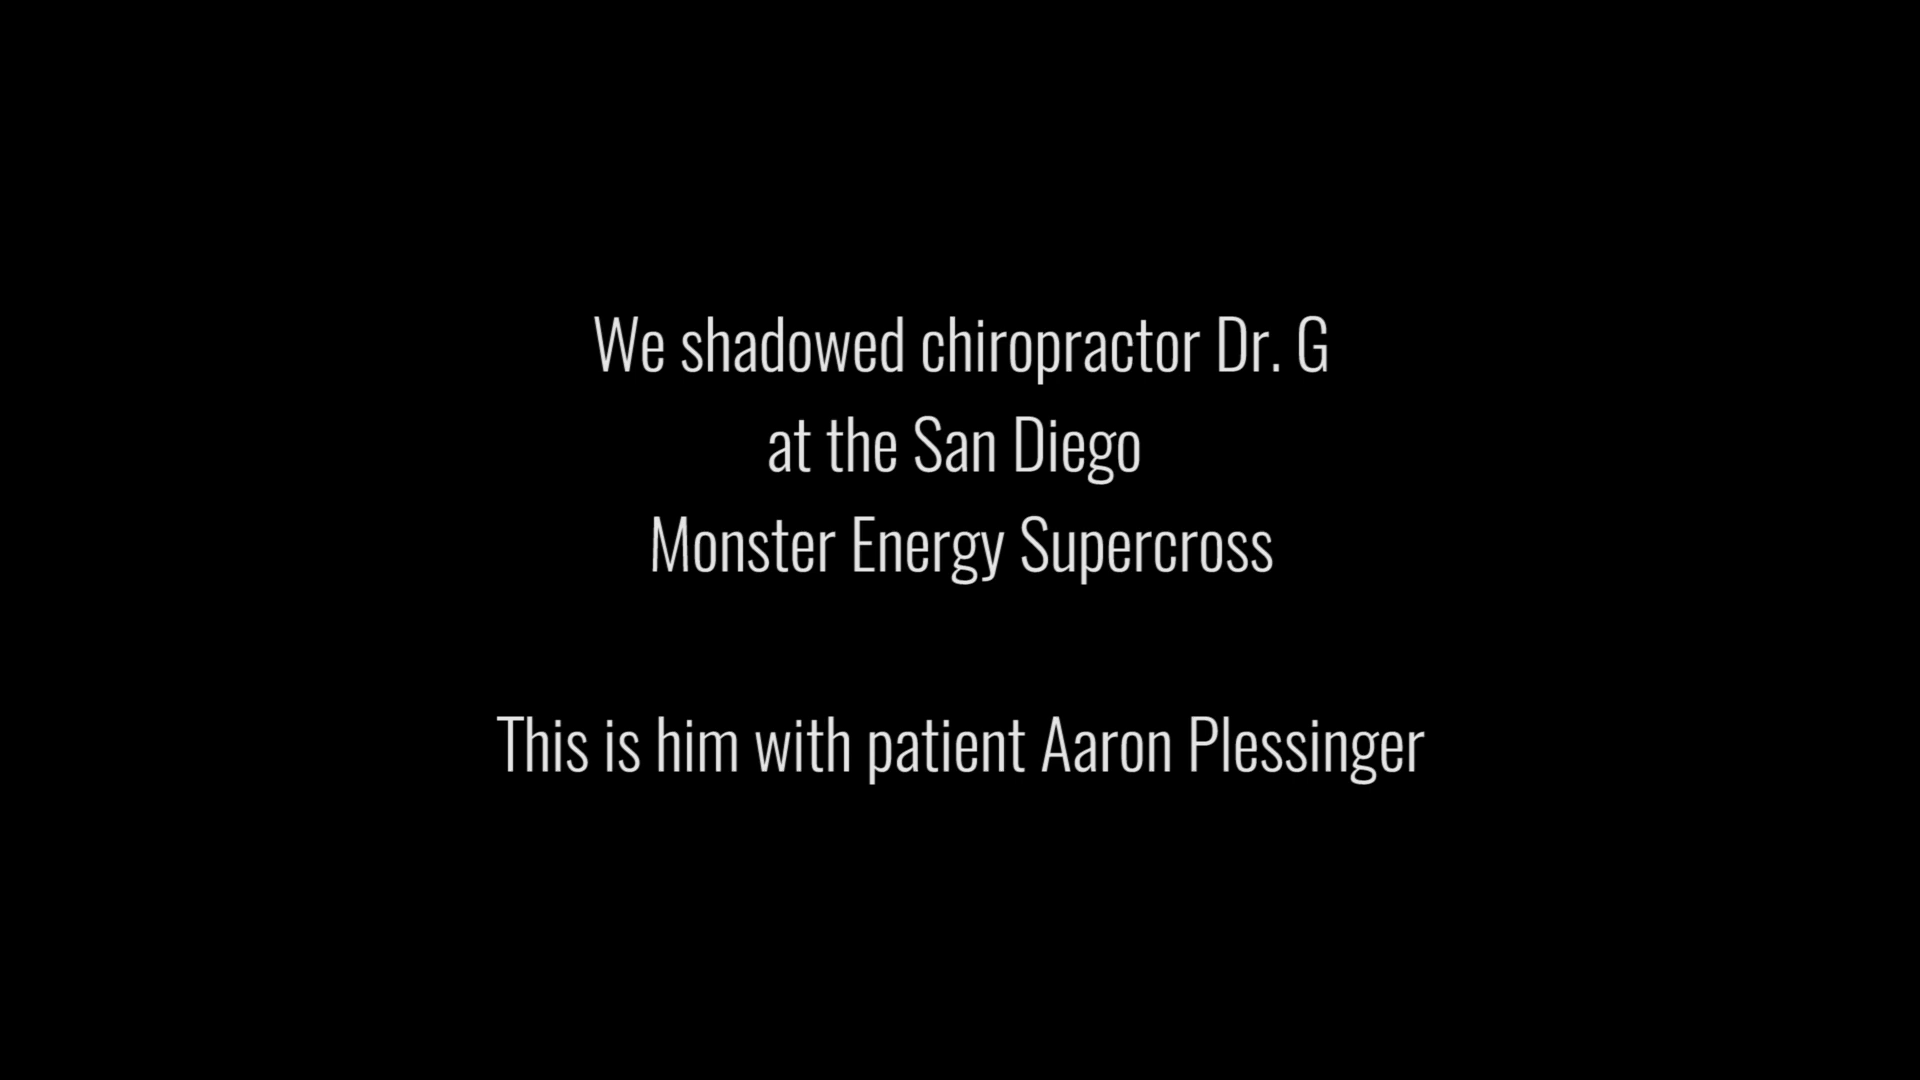 We shadowed chiropractor Dr. G
at the San Diego
Monster Energy Supercross
This is him with patient Aaron Plessinger